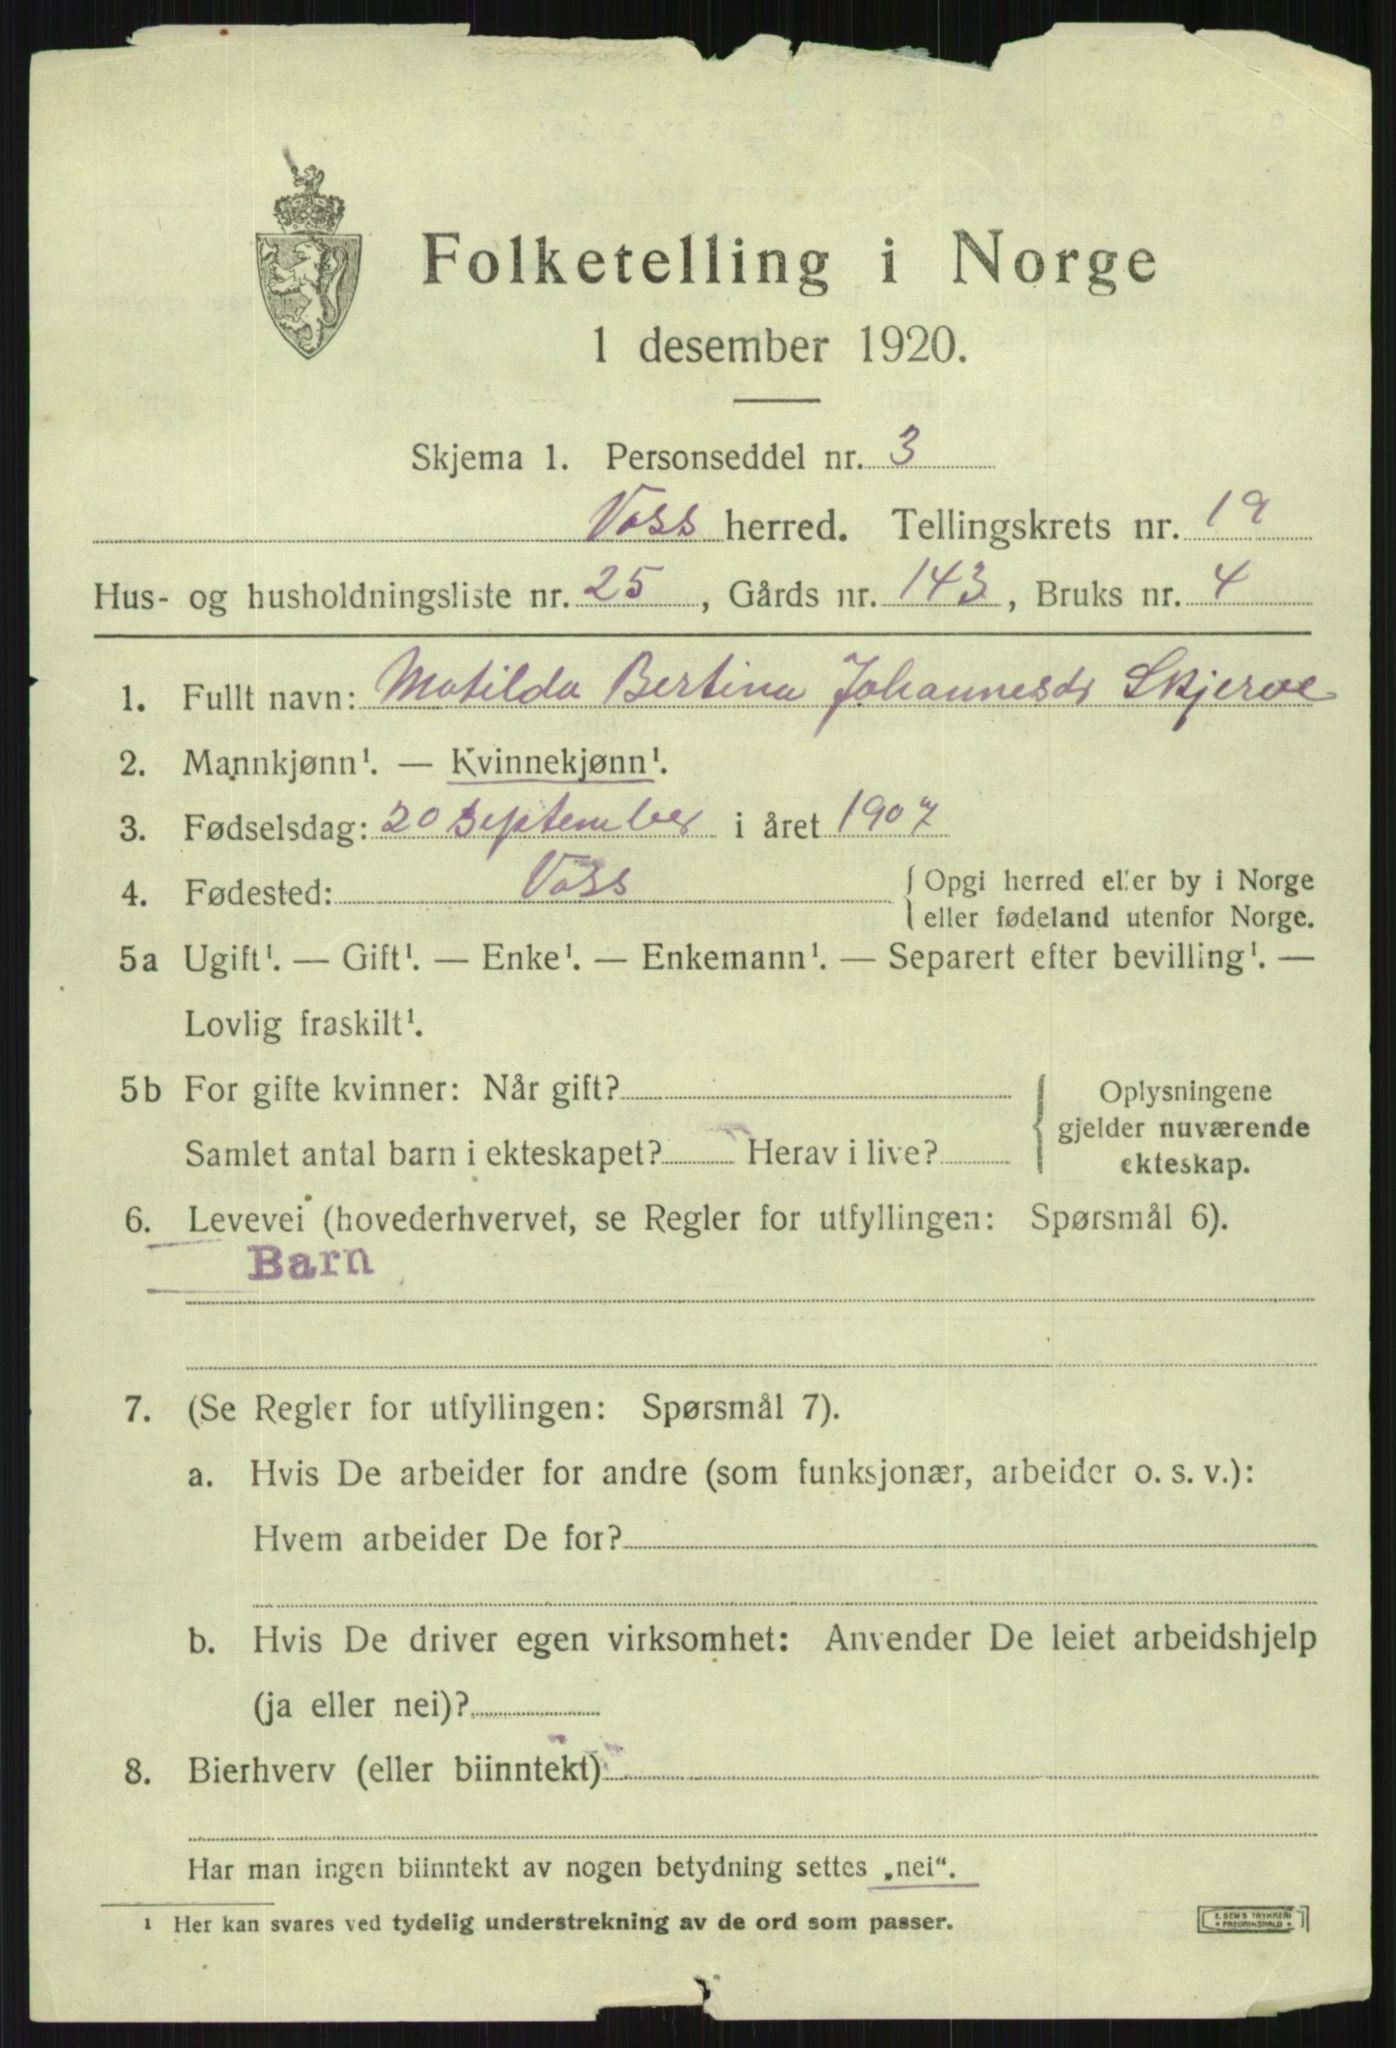 Folketelling i Norge
1 desember 1920.
Skjema 1. Personseddel nr. 3
Voss herred. Tellingskrets nr. 19
Hus- og husholdningsliste nr. 25, Gårds nr. 143, Bruks nr. 4
1. Fullt navn: Matilda Bertina Johannesdr Skjerve
2. Mannkjønn¹. — Kvinnekjønn¹.
3. Fødselsdag: 20 september i året 1907
4. Fødested: Voss { Opgi herred eller by i Norge
eller fødeland utenfor Norge.
5a Ugift¹. — Gift¹. — Enke¹. — Enkemann¹. — Separert efter bevilling¹. —
Lovlig fraskilt¹.
5b For gifte kvinner: Når gift? { Oplysningene
gjelder nuværende
Samlet antal barn i ekteskapet? Herav i live? ekteskap.
6. Levevei (hovederhvervet, se Regler for utfyllingen: Spørsmål 6).
Barn
7. (Se Regler for utfyllingen: Spørsmål 7).
a. Hvis De arbeider for andre (som funksjonær, arbeider o. s. v.):
Hvem arbeider De for?
b. Hvis De driver egen virksomhet: Anvender De leiet arbeidshjelp
(ja eller nei)?
8. Bierhverv (eller biinntekt)
Har man ingen biinntekt av nogen betydning settes „nei“.
¹ Her kan svares ved tydelig understrekning av de ord som passer.
E. SEMS TRYKKERI
• FREDRIKSHALD •